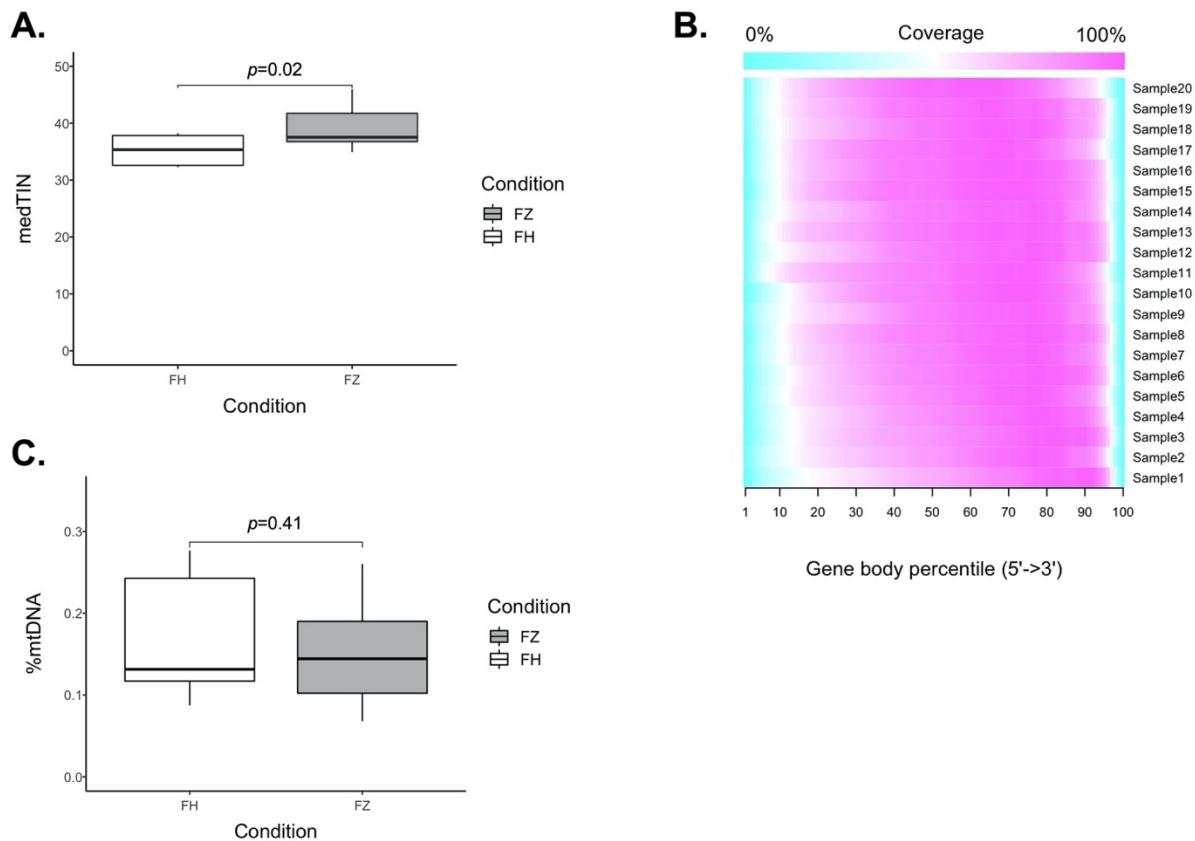 A.
50
40
30
20
10
0
medTIN
p=0.02
FH
FZ
Condition
Condition
FZ
FH
B.
0%
Coverage
100%
Sample20
Sample19
Sample18
Sample17
Sample16
Sample15
Sample14
Sample13
Sample12
Sample11
Sample10
Sample9
Sample8
Sample7
Sample6
Sample5
Sample4
Sample3
Sample2
Sample1
1 10 20 30 40 50 60 70 80 90 100
Gene body percentile (5'->3')
C.
0.3
0.2
0.1
0.0
%mtDNA
p=0.41
FH
FZ
Condition
Condition
FZ
FH